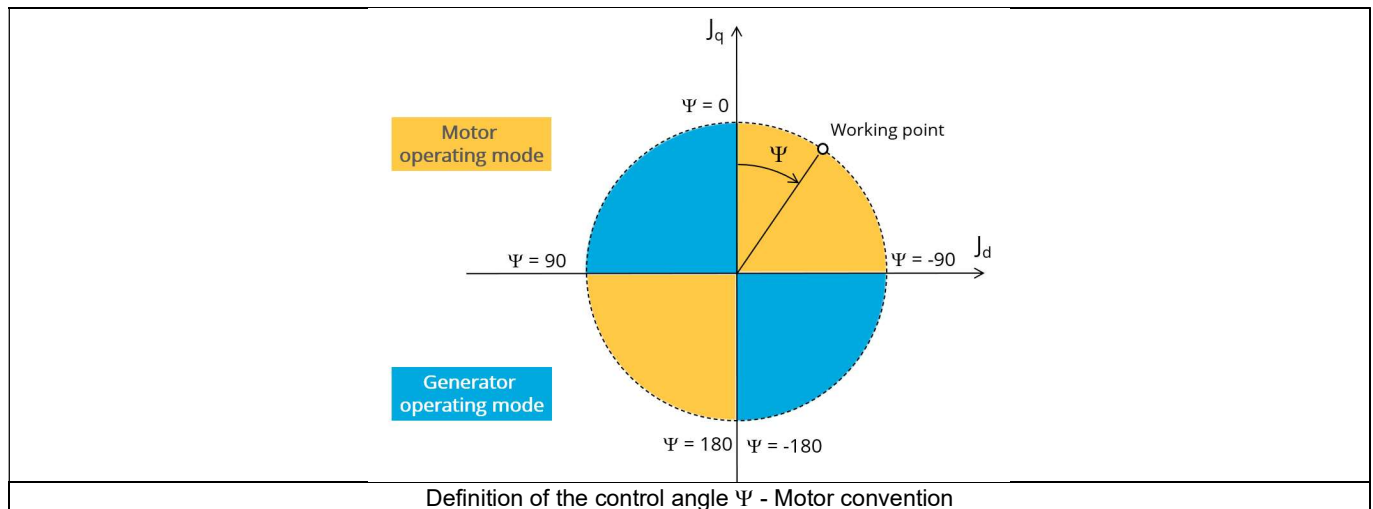 Jq
Ψ = 0
Motor
operating mode
Working point
Ψ
Jd
Ψ = 90
Ψ = -90
Generator
operating mode
Ψ = 180
Ψ = -180
Definition of the control angle Ψ - Motor convention